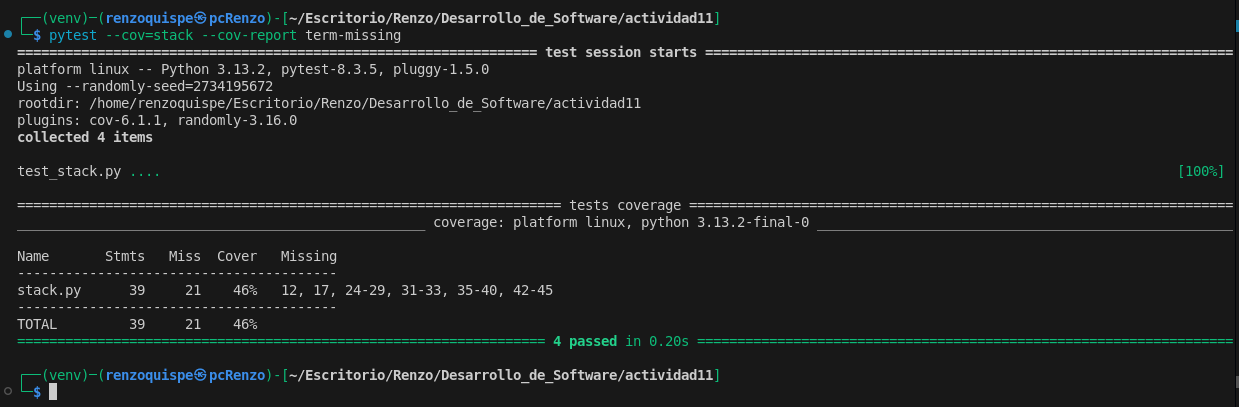 ┌──(venv)─(renzoquispe㉿pcRenzo)-[~/Escritorio/Renzo/Desarrollo_de_Software/actividad11]
└─$ pytest --cov=stack --cov-report term-missing
================================================================= test session starts ==================================================================
platform linux -- Python 3.13.2, pytest-8.3.5, pluggy-1.5.0
Using --randomly-seed=2734195672
rootdir: /home/renzoquispe/Escritorio/Renzo/Desarrollo_de_Software/actividad11
plugins: cov-6.1.1, randomly-3.16.0
collected 4 items
test_stack.py .... [100%]
==================================================================== tests coverage ====================================================================
___________________________________________________ coverage: platform linux, python 3.13.2-final-0 ____________________________________________________
Name       Stmts   Miss  Cover   Missing
----------------------------------------
stack.py      39     21    46%   12, 17, 24-29, 31-33, 35-40, 42-45
----------------------------------------
TOTAL         39     21    46%
================================================================== 4 passed in 0.20s ===================================================================
┌──(venv)─(renzoquispe㉿pcRenzo)-[~/Escritorio/Renzo/Desarrollo_de_Software/actividad11]
└─$